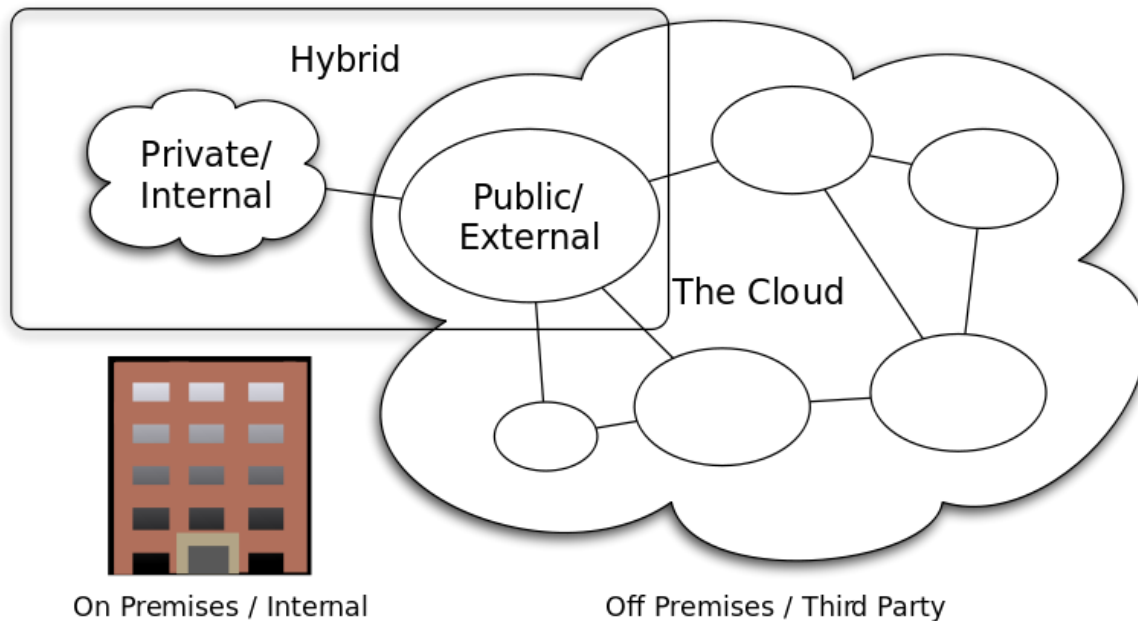 Hybrid
Private/
Internal
Public/
External
The Cloud
On Premises / Internal
Off Premises / Third Party